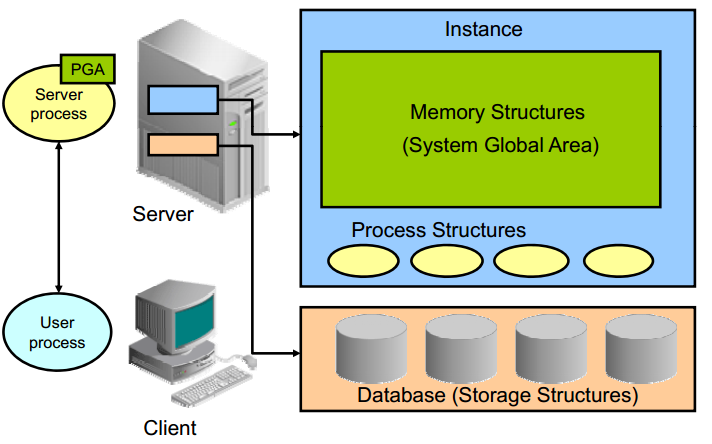 Instance
PGA
Server
process
Memory Structures
(System Global Area)
Server
Process Structures
User
process
Database (Storage Structures)
Client